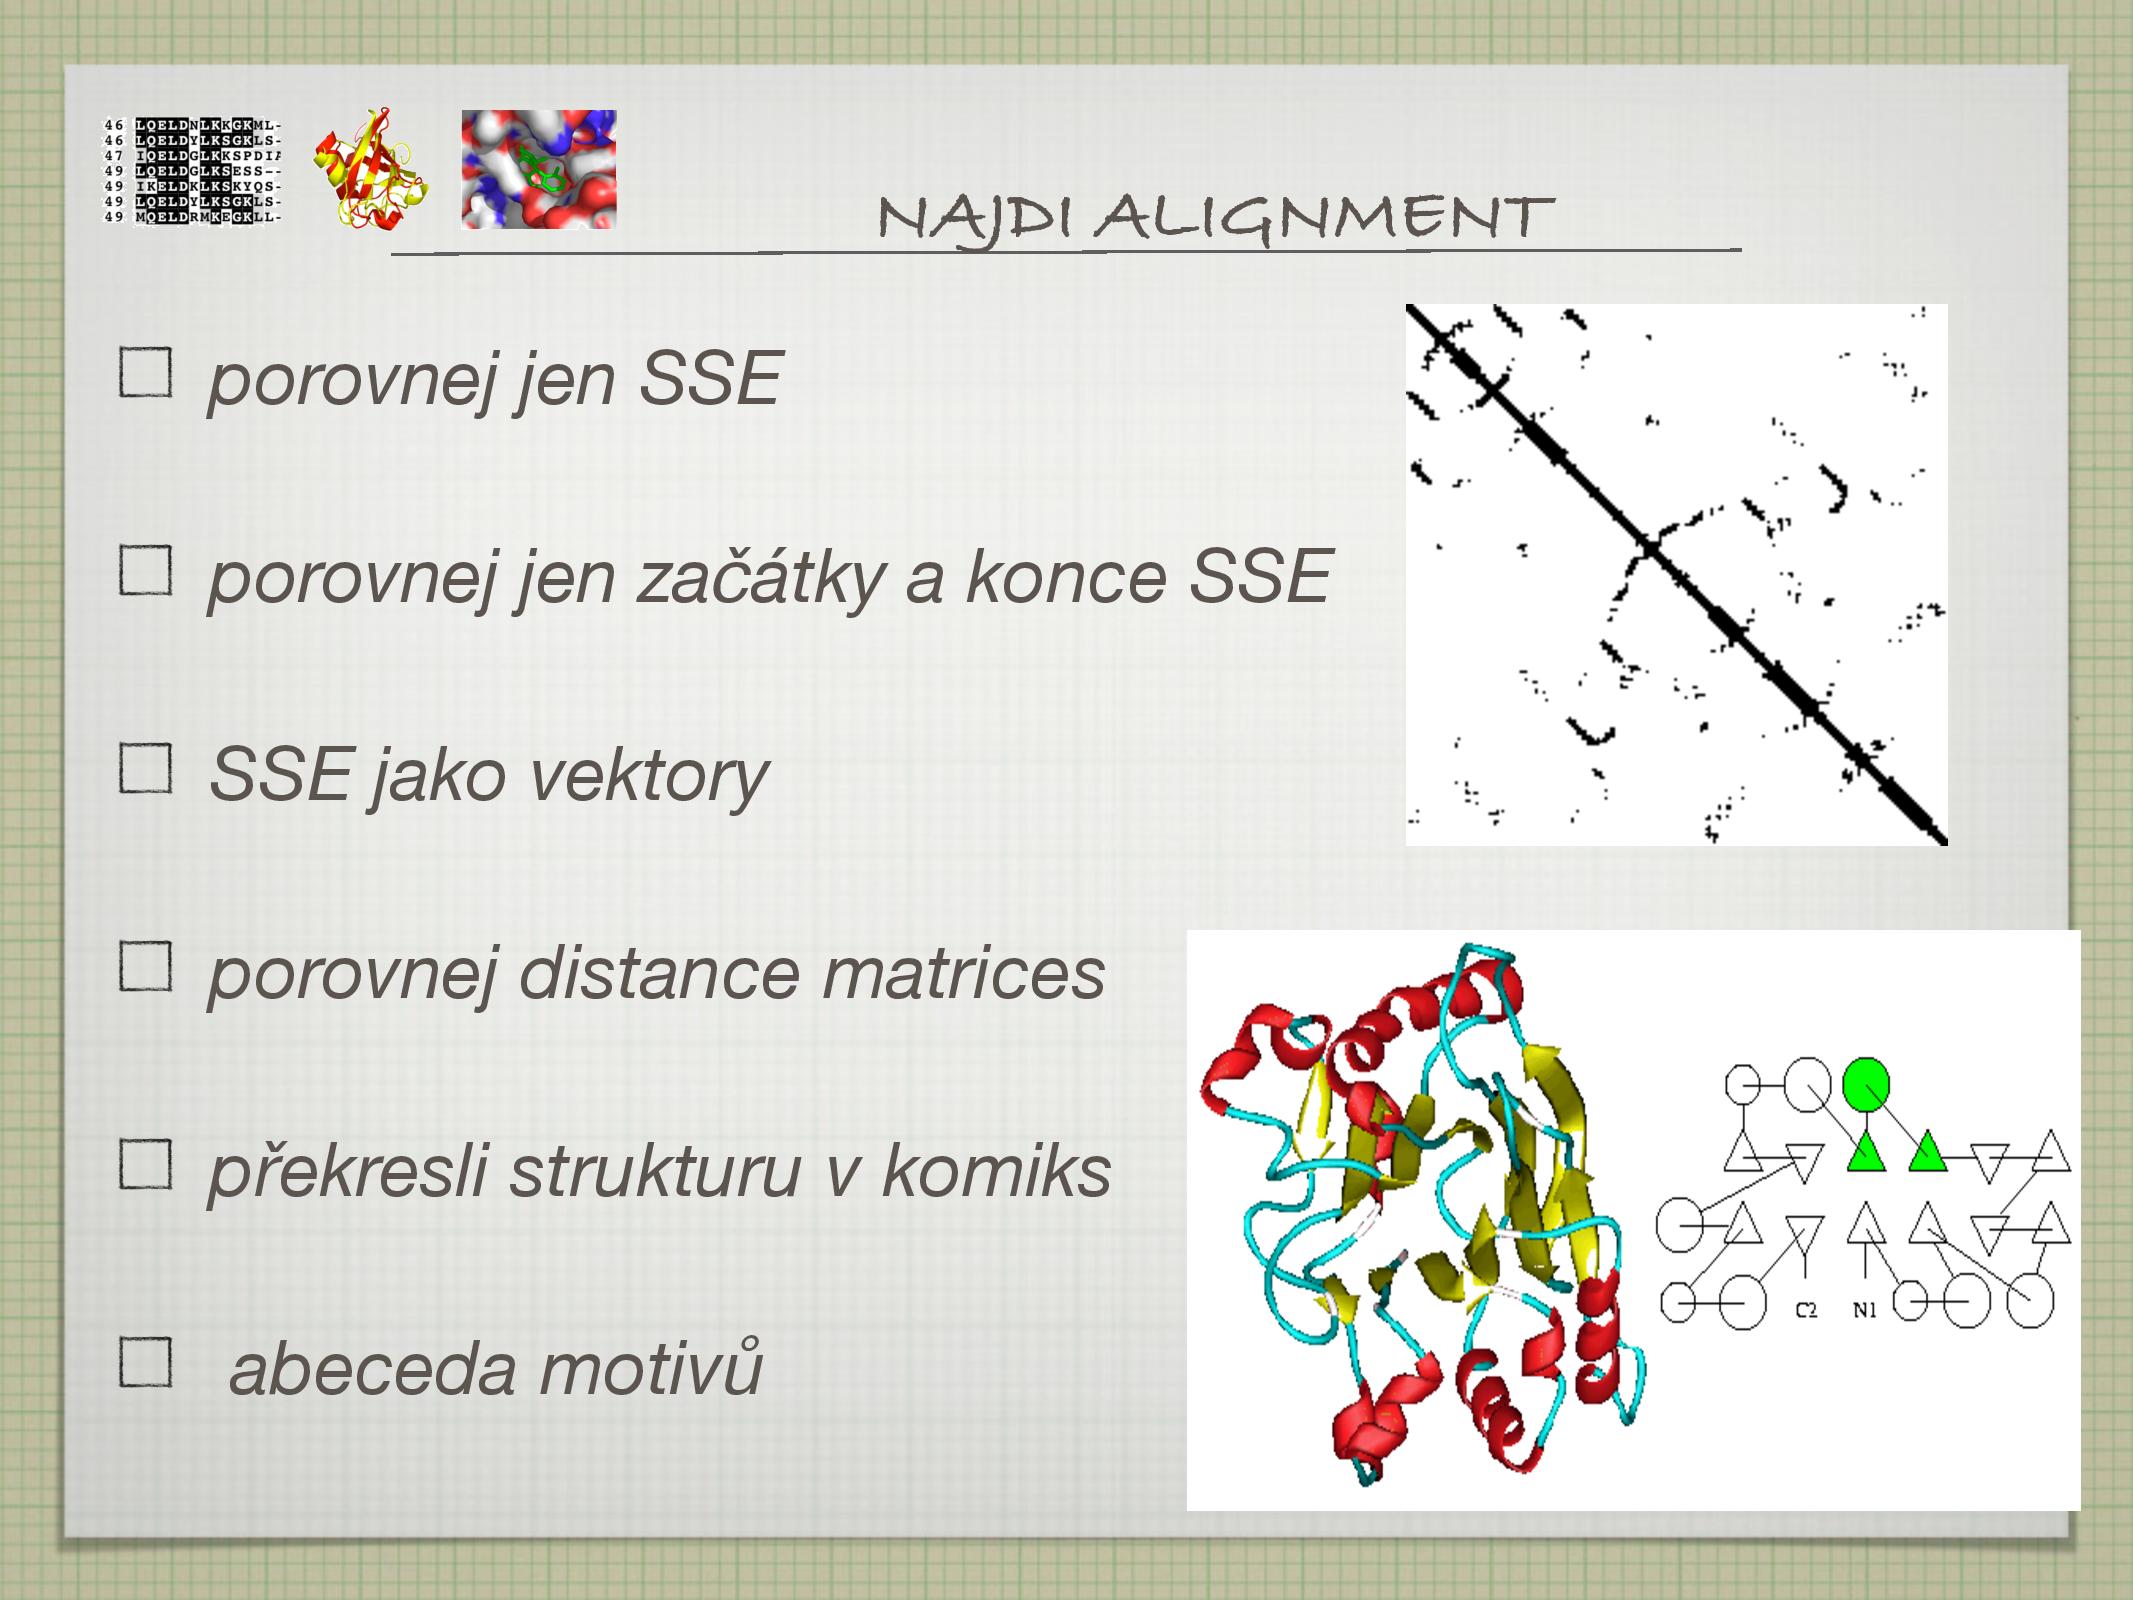 46 LQELDNLKKGKML-
46 LQELDYLKSGKLS-
47 IQELDGLKKSPDIA
49 LQELDGLKSESS--
49 IKELDKLKSKYQS-
49 LQELDYLKSGKLS-
49 MQELDRMKEGKLL-
NAJDI ALIGNMENT
porovnej jen SSE
porovnej jen začátky a konce SSE
SSE jako vektory
porovnej distance matrices
překresli strukturu v komiks
abeceda motivů
C2 N1